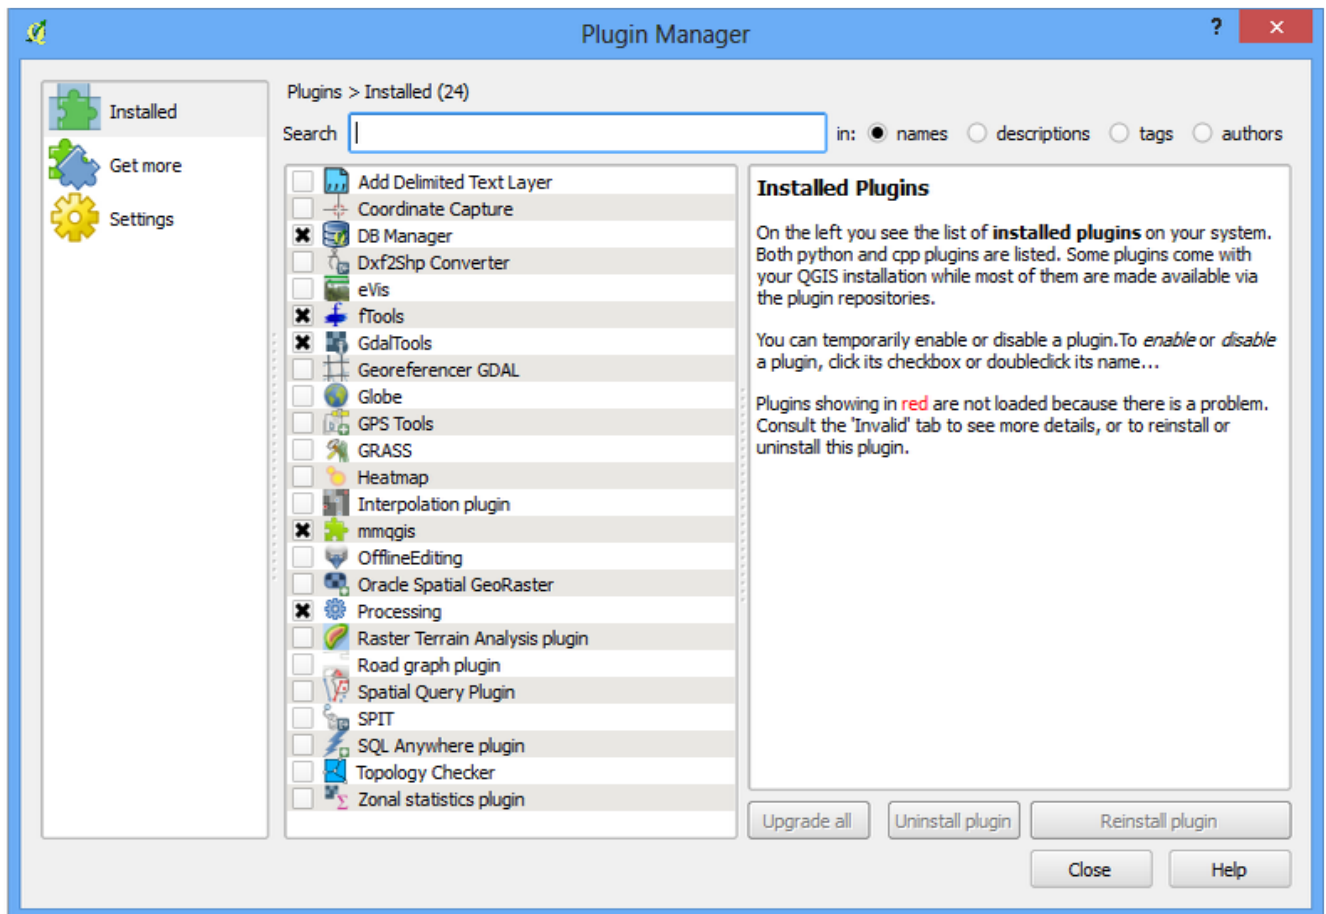 Plugin Manager
?
Installed
Get more
Settings
Plugins > Installed (24)
Search in: names descriptions tags authors
Add Delimited Text Layer
Coordinate Capture
DB Manager
Dxf2Shp Converter
eVis
fTools
GdalTools
Georeferencer GDAL
Globe
GPS Tools
GRASS
Heatmap
Interpolation plugin
mmqgis
OfflineEditing
Oracle Spatial GeoRaster
Processing
Raster Terrain Analysis plugin
Road graph plugin
Spatial Query Plugin
SPIT
SQL Anywhere plugin
Topology Checker
Zonal statistics plugin
Installed Plugins
On the left you see the list of installed plugins on your system.
Both python and cpp plugins are listed. Some plugins come with
your QGIS installation while most of them are made available via
the plugin repositories.
You can temporarily enable or disable a plugin.To enable or disable
a plugin, click its checkbox or doubleclick its name...
Plugins showing in red are not loaded because there is a problem.
Consult the 'Invalid' tab to see more details, or to reinstall or
uninstall this plugin.
Upgrade all Uninstall plugin Reinstall plugin
Close Help